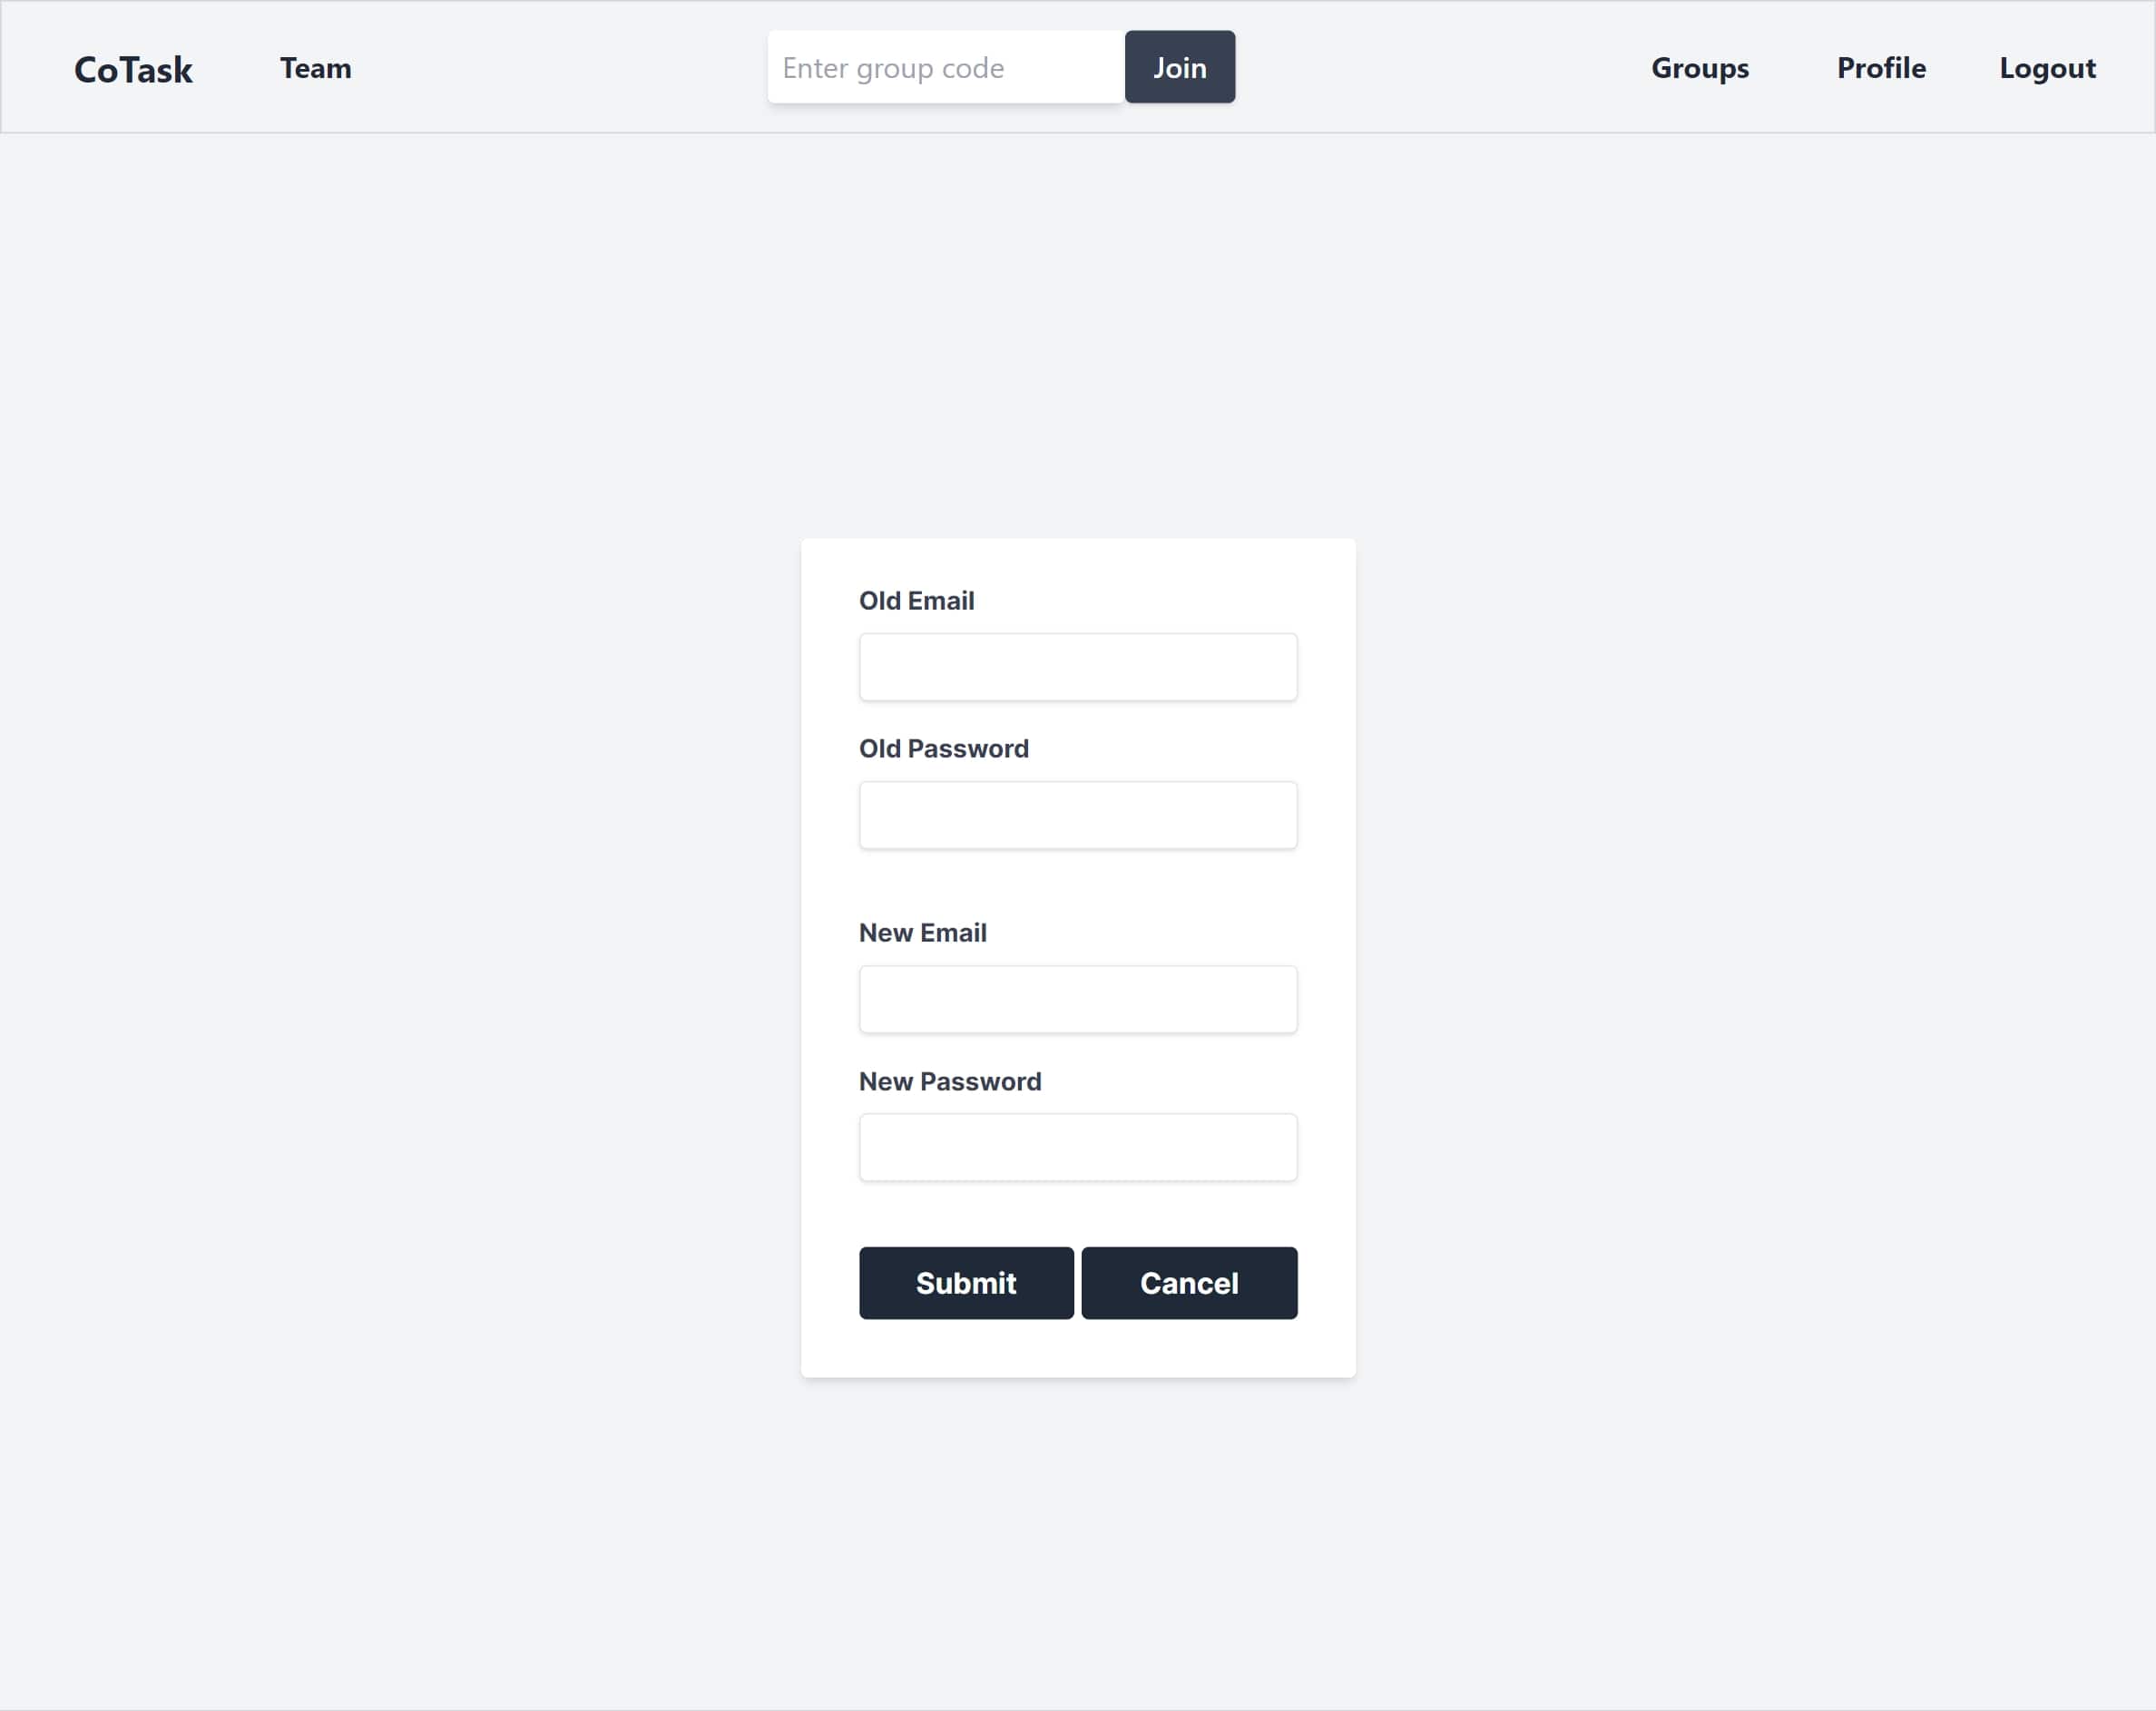 CoTask Team Enter group code Join Groups Profile Logout
Old Email
Old Password
New Email
New Password
Submit Cancel